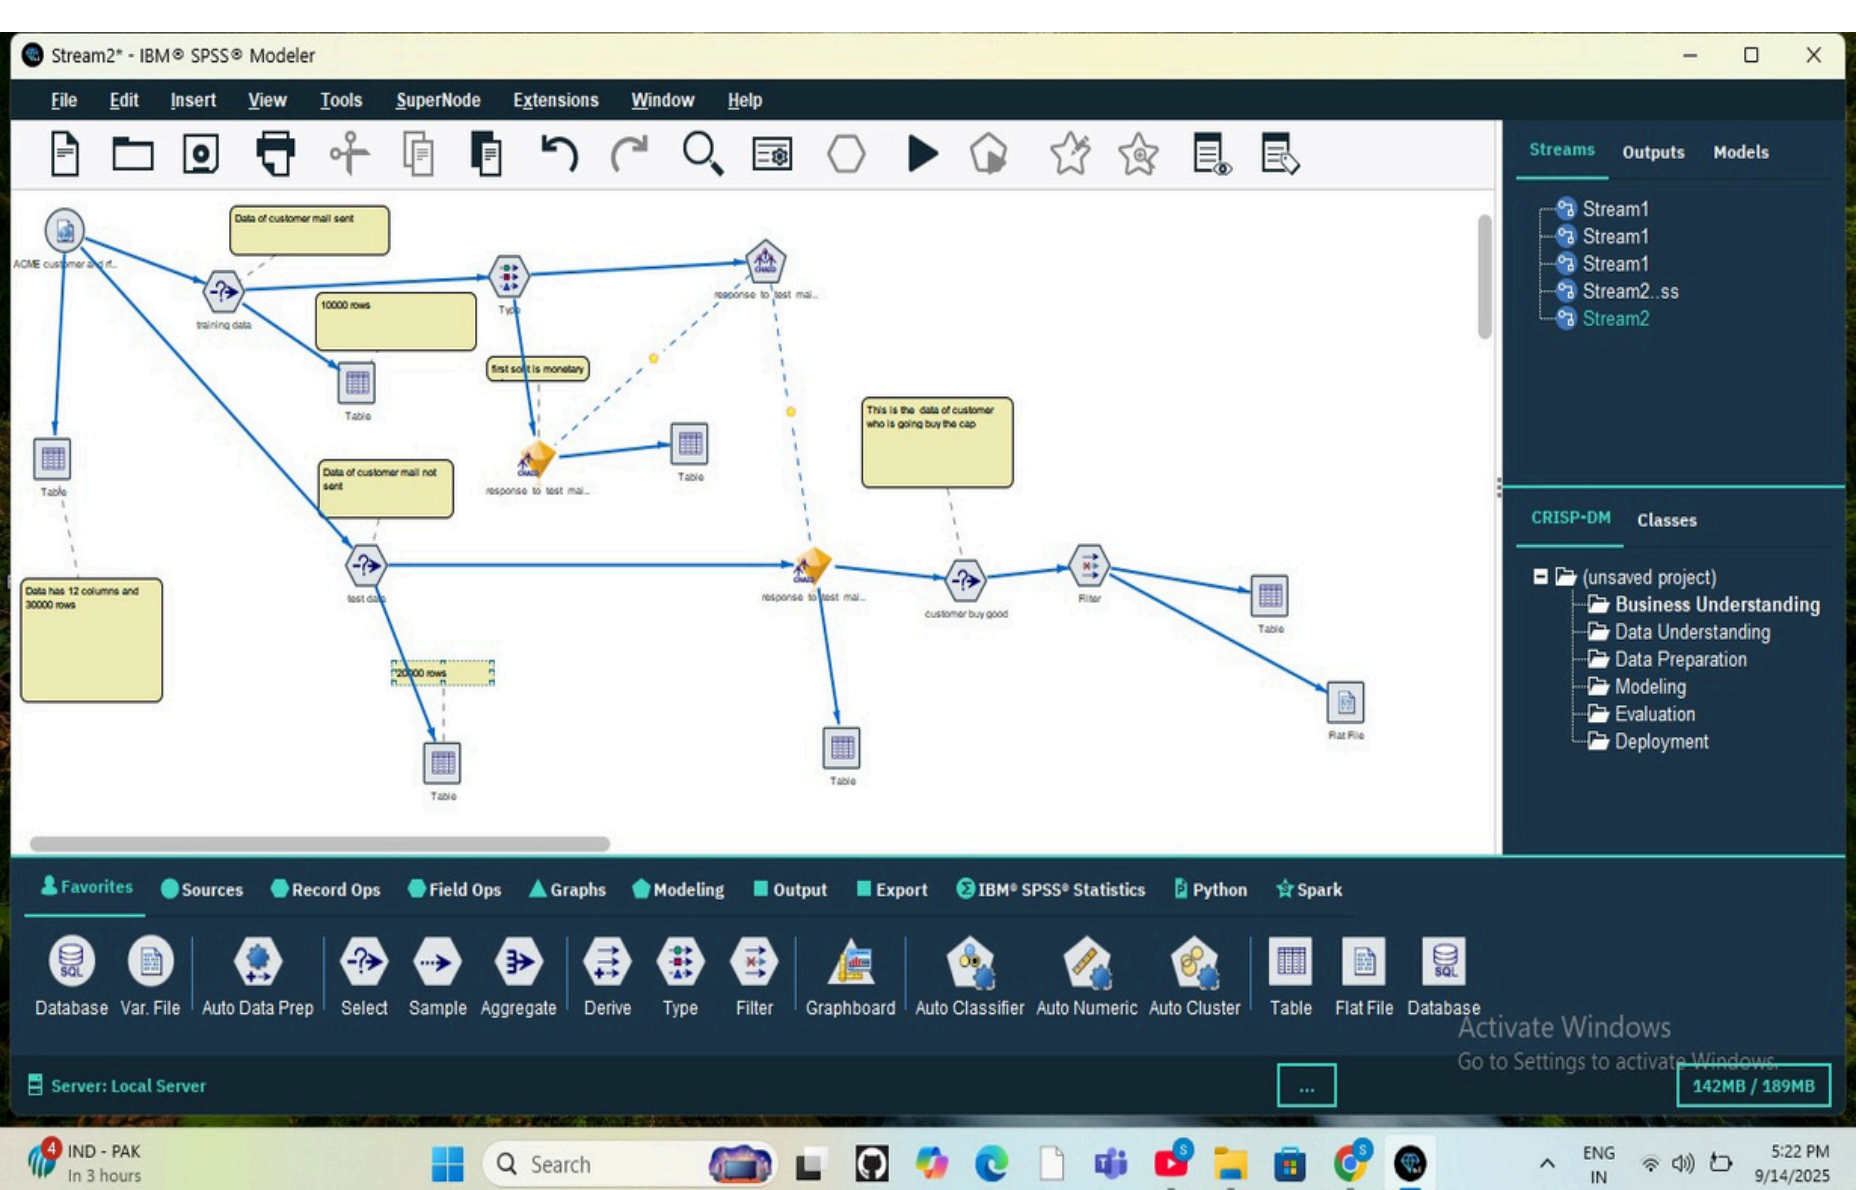 Stream2* - IBM® SPSS® Modeler
File Edit Insert View Tools SuperNode Extensions Window Help
Streams Outputs Models
Stream1
Stream1
Stream1
Stream2..ss
Stream2
Data of customer mail sent
ACME customer and rf...
training data
10000 rows
Type
response to test mai...
Table
first sort is monetary
Table
response to test mai...
Table
Data of customer mail not
sent
This is the data of customer
who is going buy the cap
test data
response to test mai...
customer buy good
Filter
Table
Data has 12 columns and
30000 rows
20000 rows
Flat File
Table
Table
CRISP-DM Classes
(unsaved project)
Business Understanding
Data Understanding
Data Preparation
Modeling
Evaluation
Deployment
Favorites Sources Record Ops Field Ops Graphs Modeling Output Export IBM® SPSS® Statistics Python Spark
SQL SQL
Database Var. File Auto Data Prep Select Sample Aggregate Derive Type Filter Graphboard Auto Classifier Auto Numeric Auto Cluster Table Flat File Database
Activate Windows
Go to Settings to activate Windows.
Server: Local Server
...
142MB / 189MB
4
IND - PAK
In 3 hours
Search
S
S
ENG
IN
5:22 PM
9/14/2025